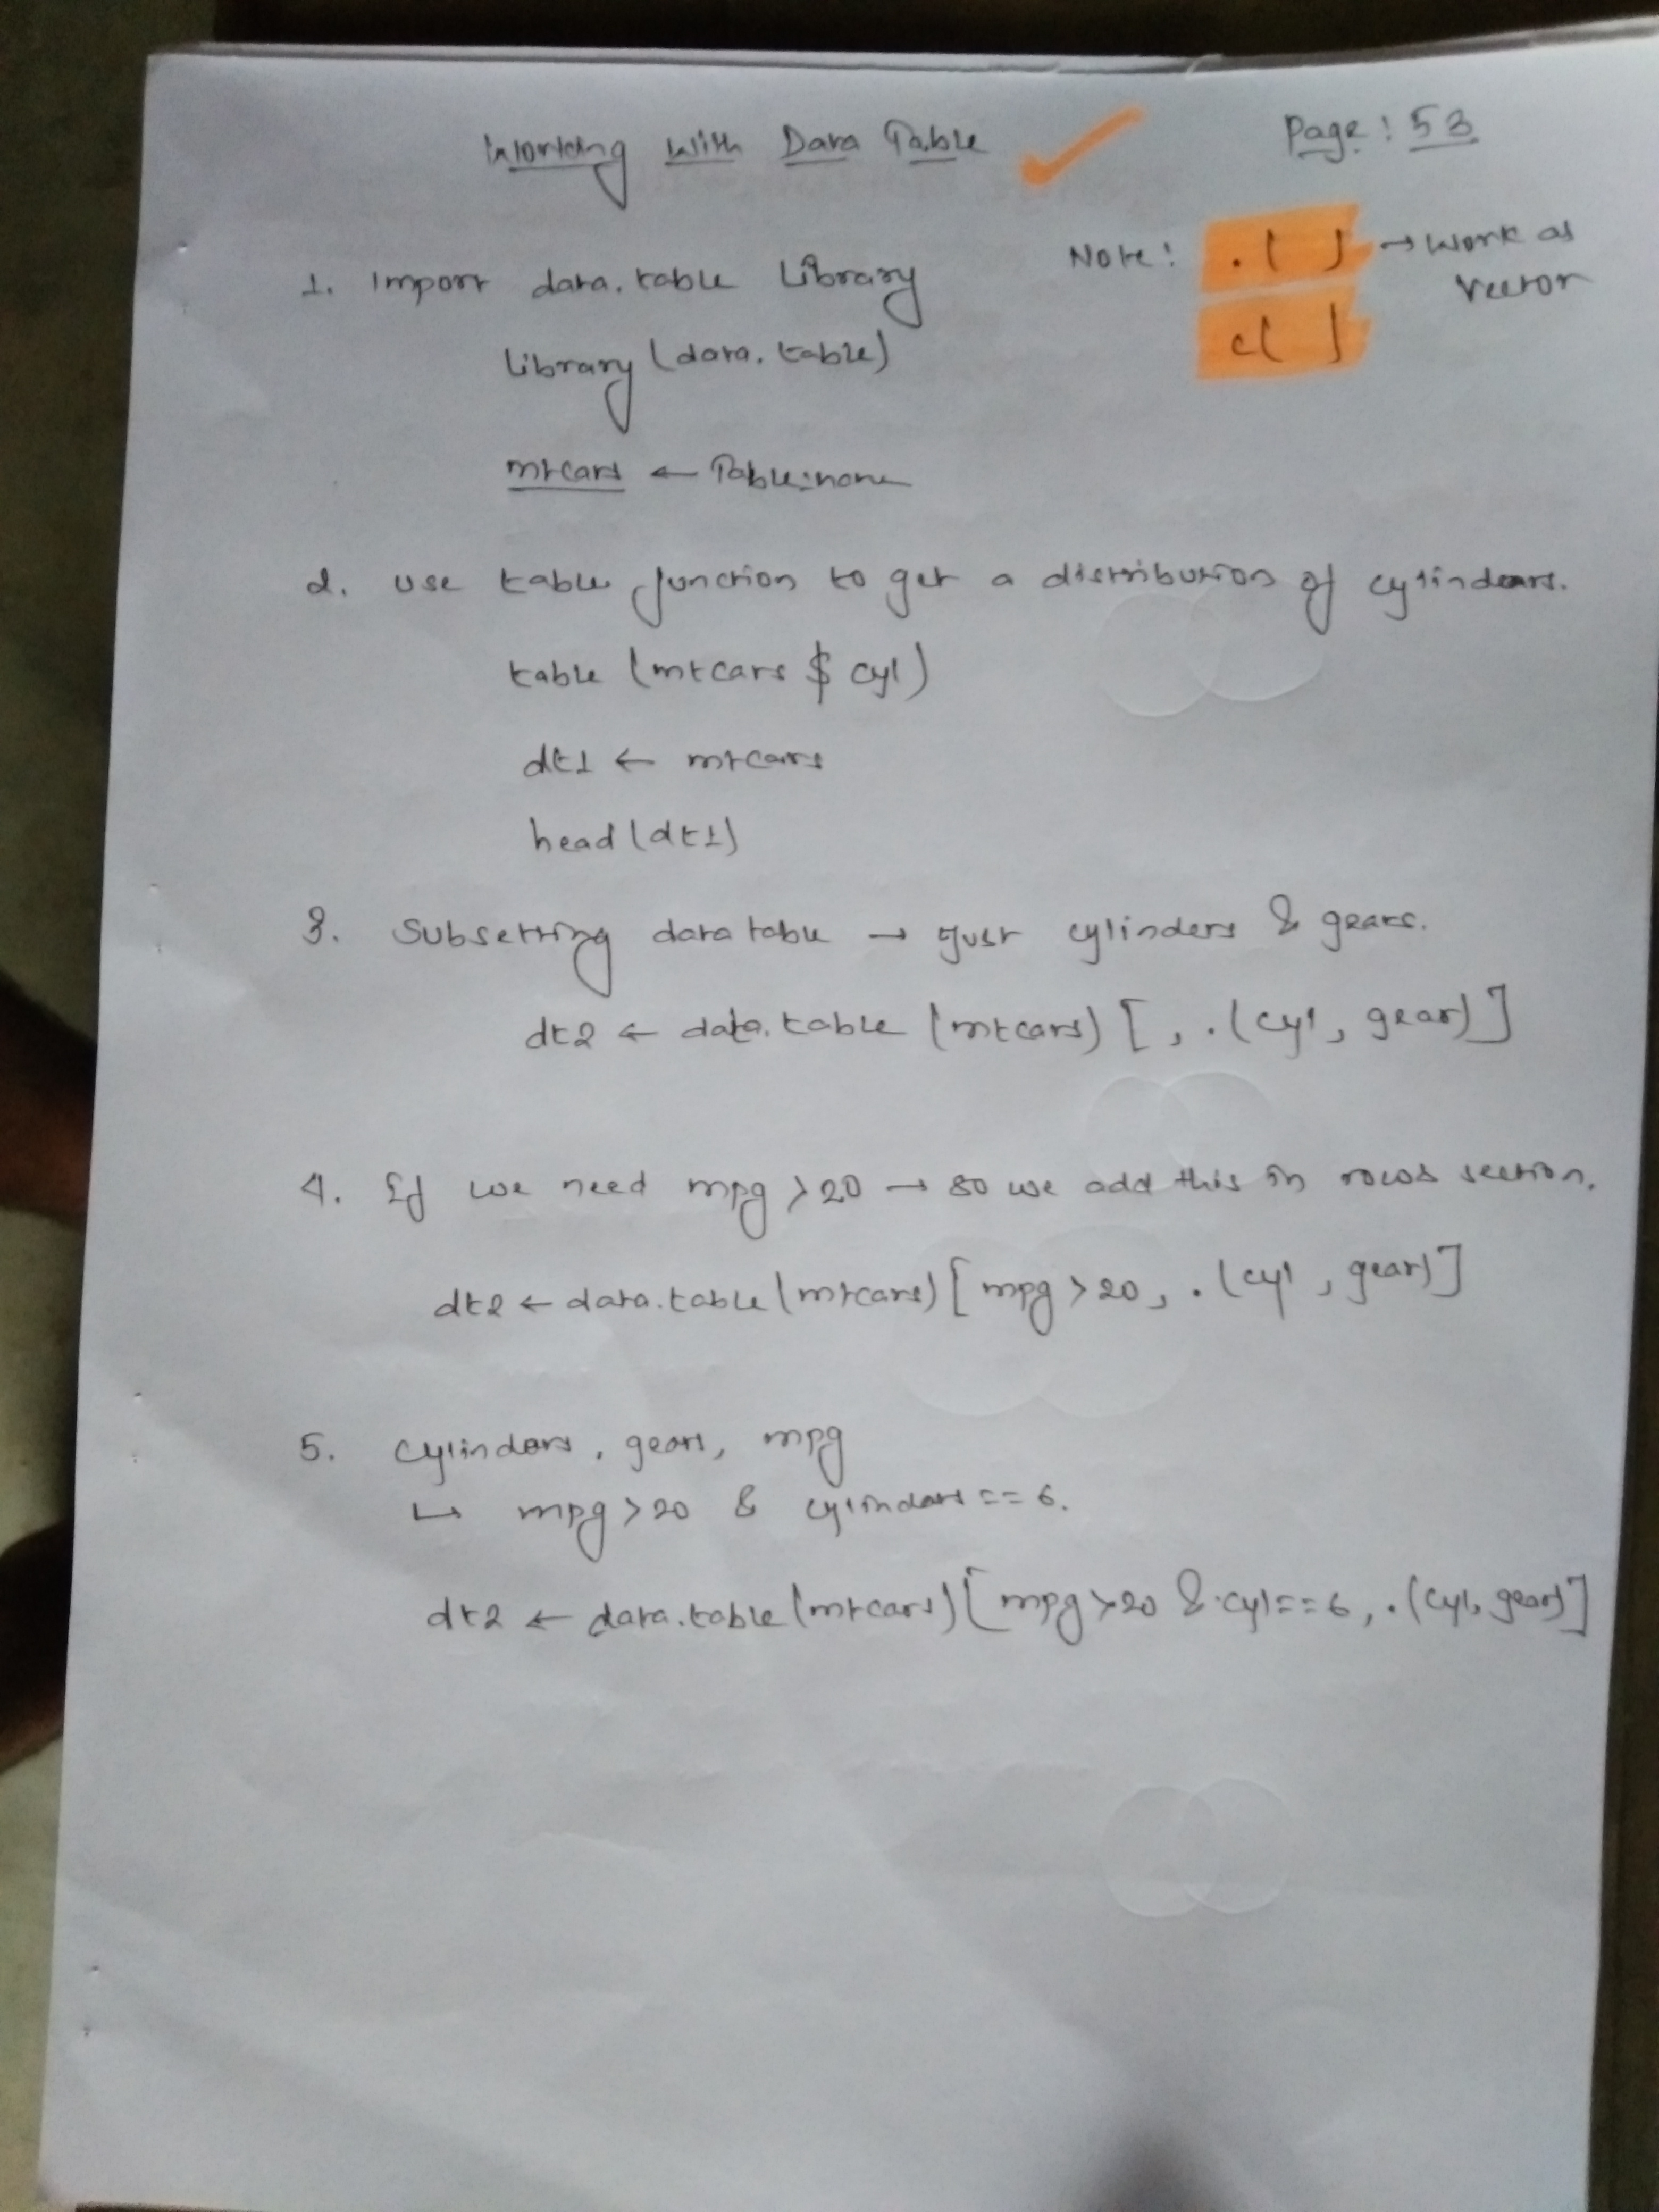 Working With Data Table
Page: 53
Note: .( ) → Work as
vector
c( )
1. Import data.table Library
Library (data.table)
mtcars ← Table:name
2. Use table function to get a distribution of cylinders.
table (mtcars $ cyl)
dt1 ← mtcars
head (dt1)
3. Subsetting data table → Just cylinders & gears.
dt2 ← data.table (mtcars) [ , .(cyl, gear)]
4. If we need mpg >20 → so we add this in rows section.
dt2 ← data.table (mtcars) [mpg >20, .(cyl, gear)]
5. cylinders, gears, mpg
↳ mpg >20 & cylinders == 6.
dt2 ← data.table (mtcars) [mpg >20 & cyl==6, .(cyl, gear)]